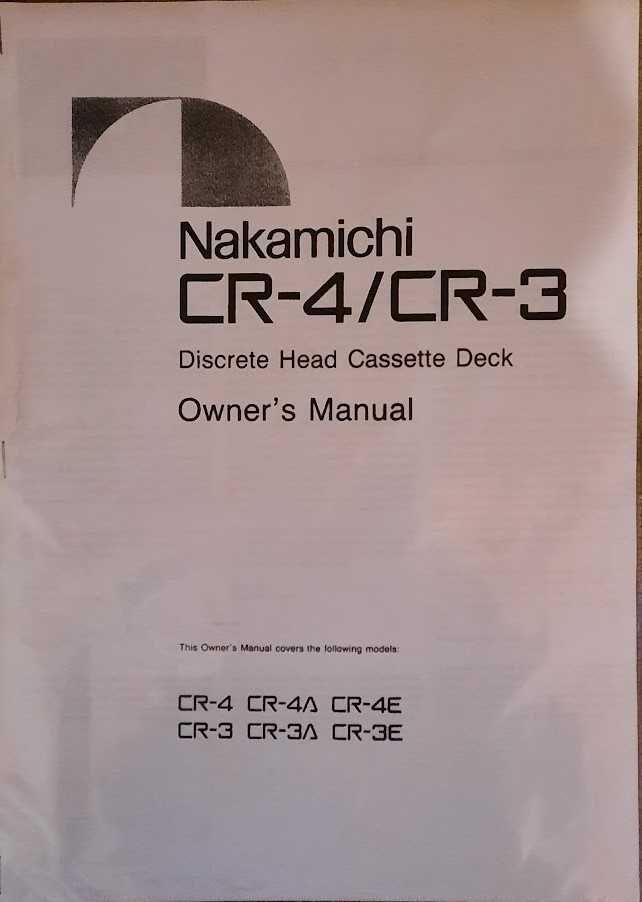 Nakamichi
CR-4/CR-3
Discrete Head Cassette Deck
Owner's Manual
This Owner's Manual covers the following models:
CR-4 CR-4A CR-4E
CR-3 CR-3A CR-3E